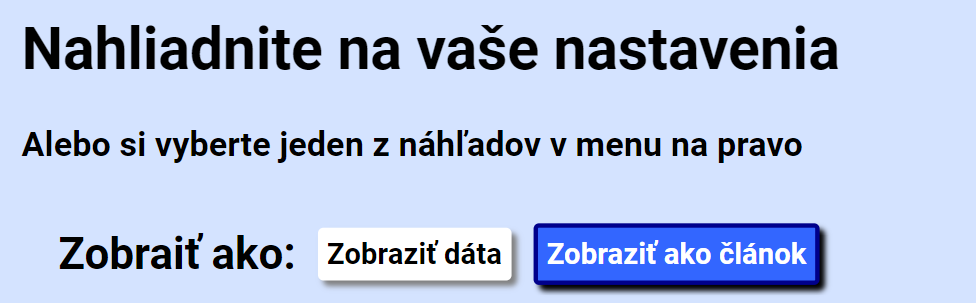 Nahliadnite na vaše nastavenia
Alebo si vyberte jeden z náhľadov v menu na pravo
Zobraiť ako: Zobraziť dáta Zobraziť ako článok